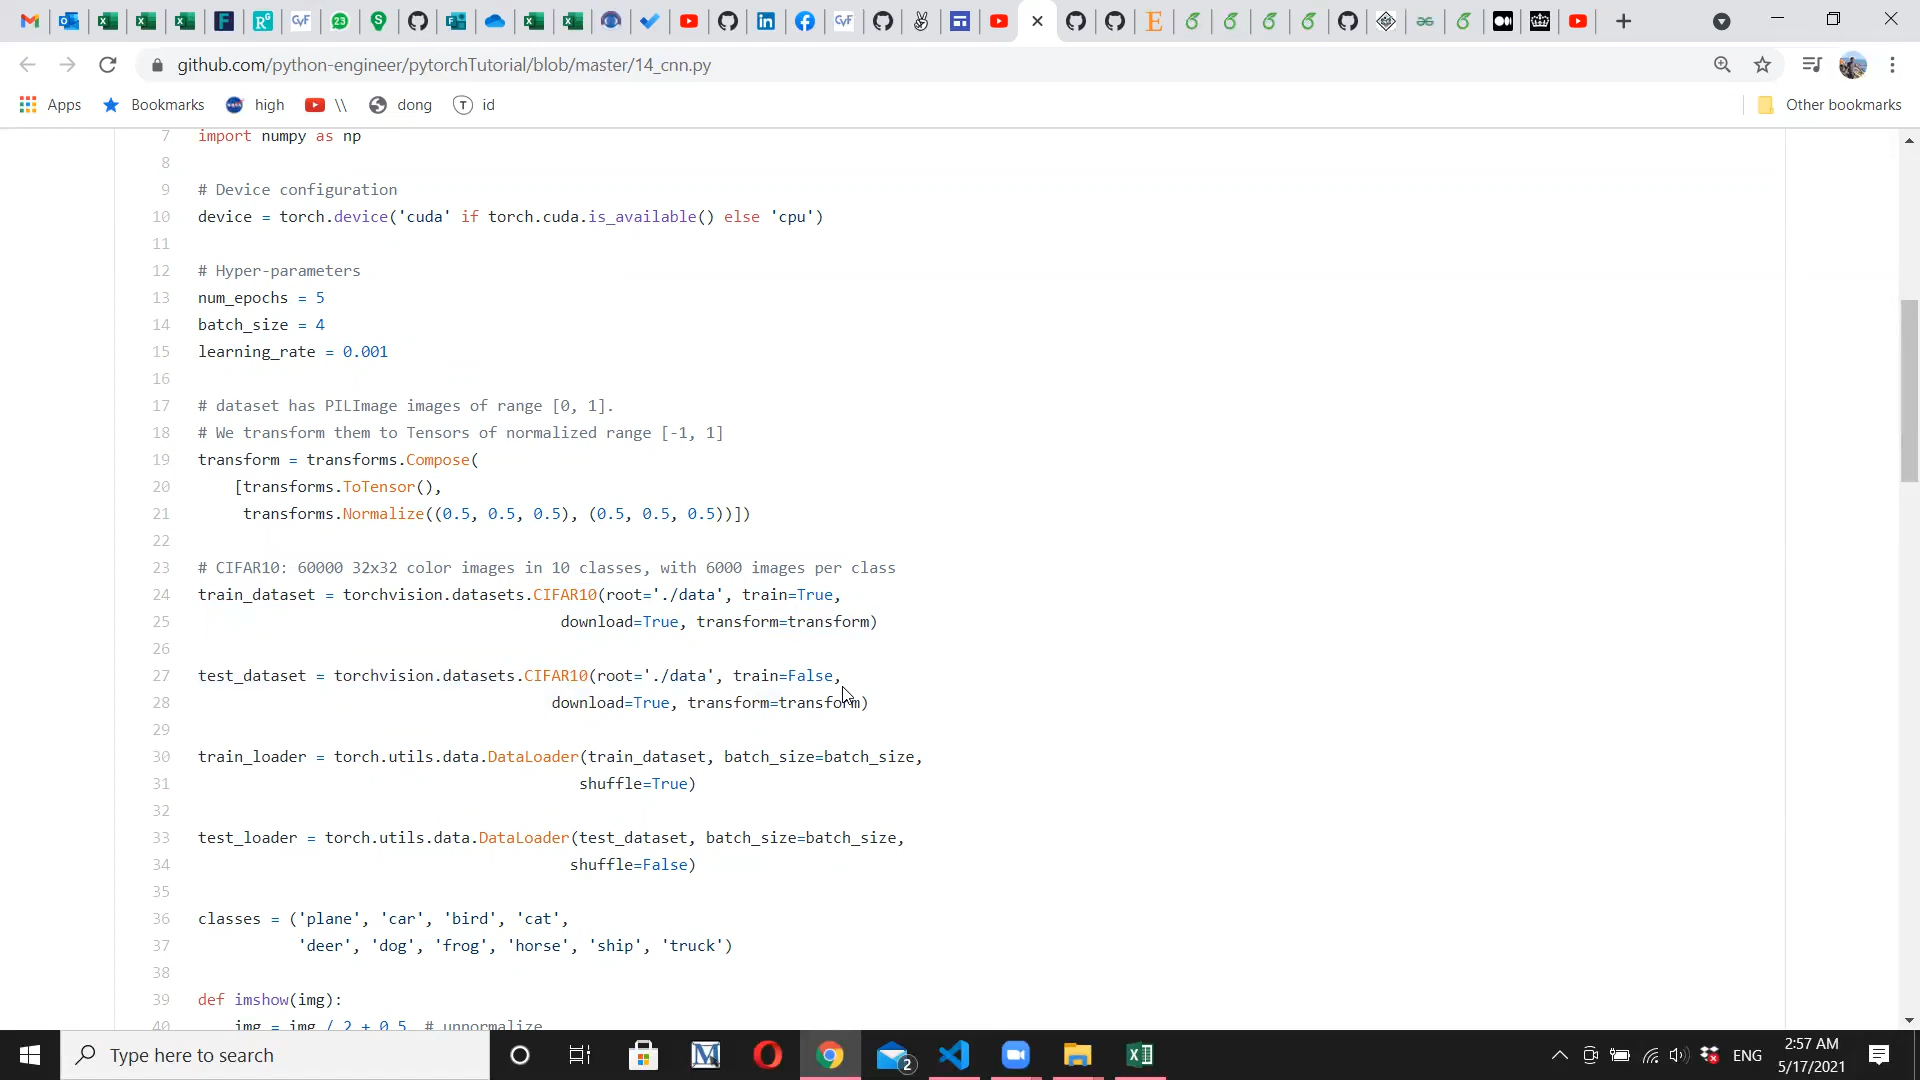 github.com/python-engineer/pytorchTutorial/blob/master/14_cnn.py
Apps Bookmarks high \\ dong T id Other bookmarks
7 import numpy as np
8
9 # Device configuration
10 device = torch.device('cuda' if torch.cuda.is_available() else 'cpu')
11
12 # Hyper-parameters
13 num_epochs = 5
14 batch_size = 4
15 learning_rate = 0.001
16
17 # dataset has PILImage images of range [0, 1].
18 # We transform them to Tensors of normalized range [-1, 1]
19 transform = transforms.Compose(
20 [transforms.ToTensor(),
21 transforms.Normalize((0.5, 0.5, 0.5), (0.5, 0.5, 0.5))])
22
23 # CIFAR10: 60000 32x32 color images in 10 classes, with 6000 images per class
24 train_dataset = torchvision.datasets.CIFAR10(root='./data', train=True,
25 download=True, transform=transform)
26
27 test_dataset = torchvision.datasets.CIFAR10(root='./data', train=False,
28 download=True, transform=transform)
29
30 train_loader = torch.utils.data.DataLoader(train_dataset, batch_size=batch_size,
31 shuffle=True)
32
33 test_loader = torch.utils.data.DataLoader(test_dataset, batch_size=batch_size,
34 shuffle=False)
35
36 classes = ('plane', 'car', 'bird', 'cat',
37 'deer', 'dog', 'frog', 'horse', 'ship', 'truck')
38
39 def imshow(img):
40 img = img / 2 + 0.5 # unnormalize
Type here to search
2
ENG
2:57 AM
5/17/2021